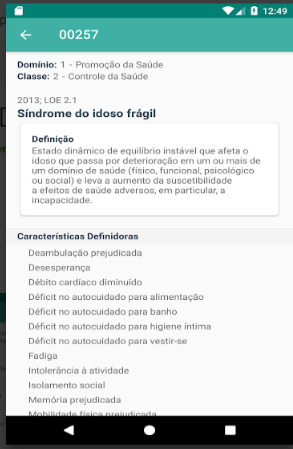 12:49
00257
Domínio: 1 - Promoção da Saúde
Classe: 2 - Controle da Saúde
2013; LOE 2.1
Síndrome do idoso frágil
Definição
Estado dinâmico de equilíbrio instável que afeta o
idoso que passa por deterioração em um ou mais de
um domínio de saúde (físico, funcional, psicológico
ou social) e leva a aumento da suscetibilidade
a efeitos de saúde adversos, em particular, a
incapacidade.
Características Definidoras
Deambulação prejudicada
Desesperança
Débito cardíaco diminuído
Déficit no autocuidado para alimentação
Déficit no autocuidado para banho
Déficit no autocuidado para higiene íntima
Déficit no autocuidado para vestir-se
Fadiga
Intolerância à atividade
Isolamento social
Memória prejudicada
Mobilidade física prejudicada